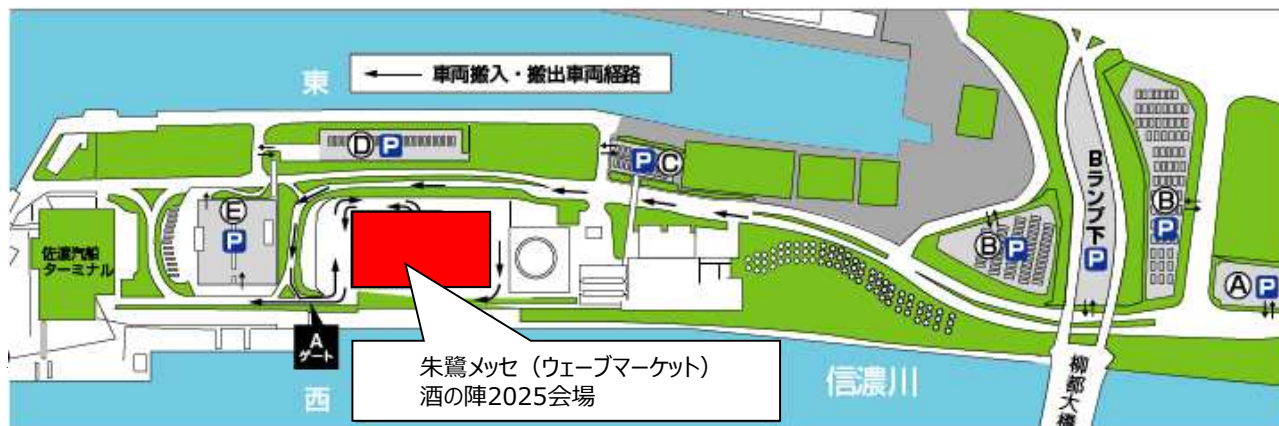 東
車両搬入・搬出車両経路
D P
P C
E
P
佐渡汽船
ターミナル
A
ゲート
西
朱鷺メッセ（ウェーブマーケット）
酒の陣2025会場
信濃川
B P
Bランプ下 P
B
P
A P
柳都大橋